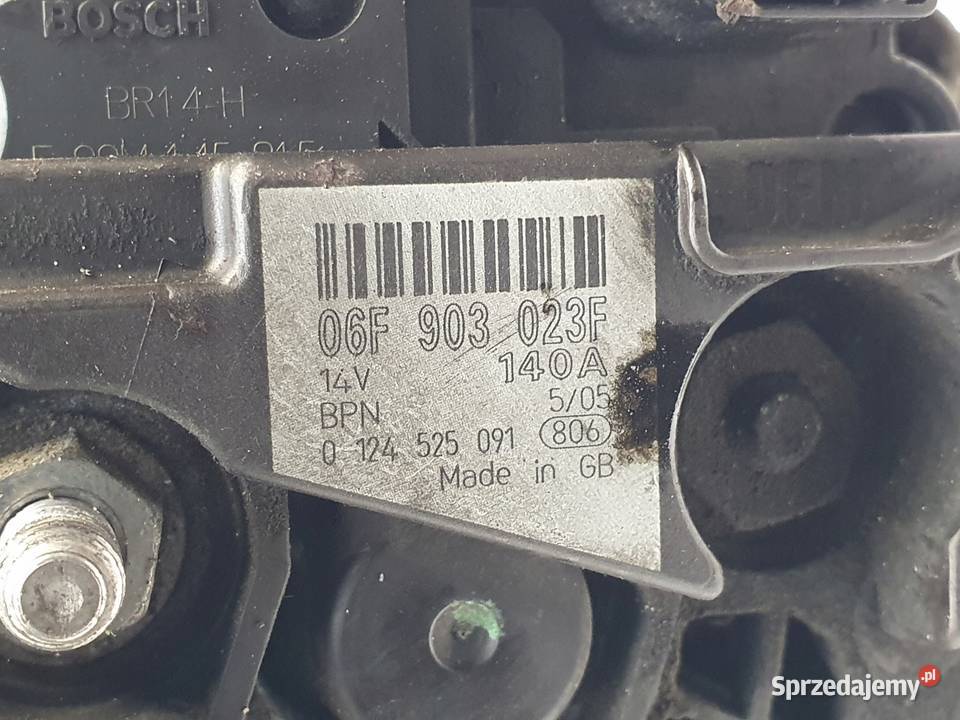 BOSCH
BR14-H
06F 903 023F
14V 140A
BPN 5/05
0 124 525 091 806
Made in GB
Sprzedajemy.pl